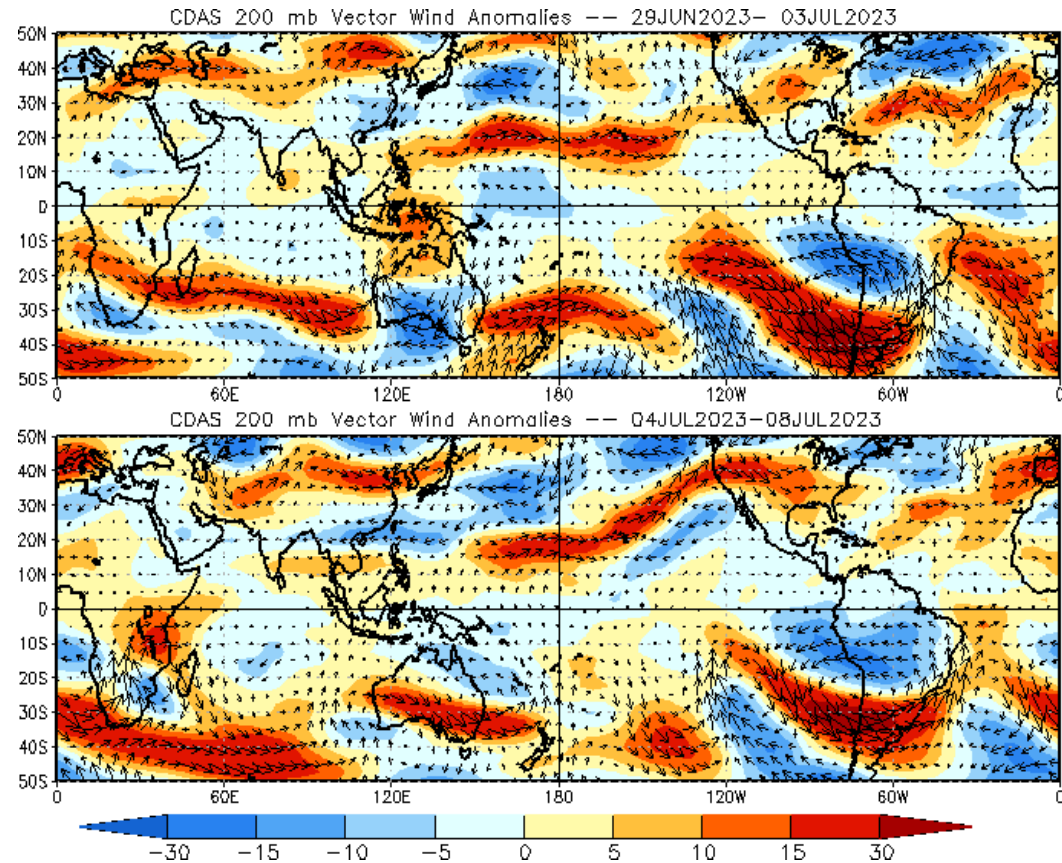 CDAS 200 mb Vector Wind Anomalies -- 29JUN2023- 03JUL2023
50N
40N
30N
20N
10N
0
10S
20S
30S
40S
50S
0 60E 120E 180 120W 60W 0
CDAS 200 mb Vector Wind Anomalies -- 04JUL2023-08JUL2023
50N
40N
30N
20N
10N
0
10S
20S
30S
40S
50S
0 60E 120E 180 120W 60W 0
-30 -15 -10 -5 0 5 10 15 30